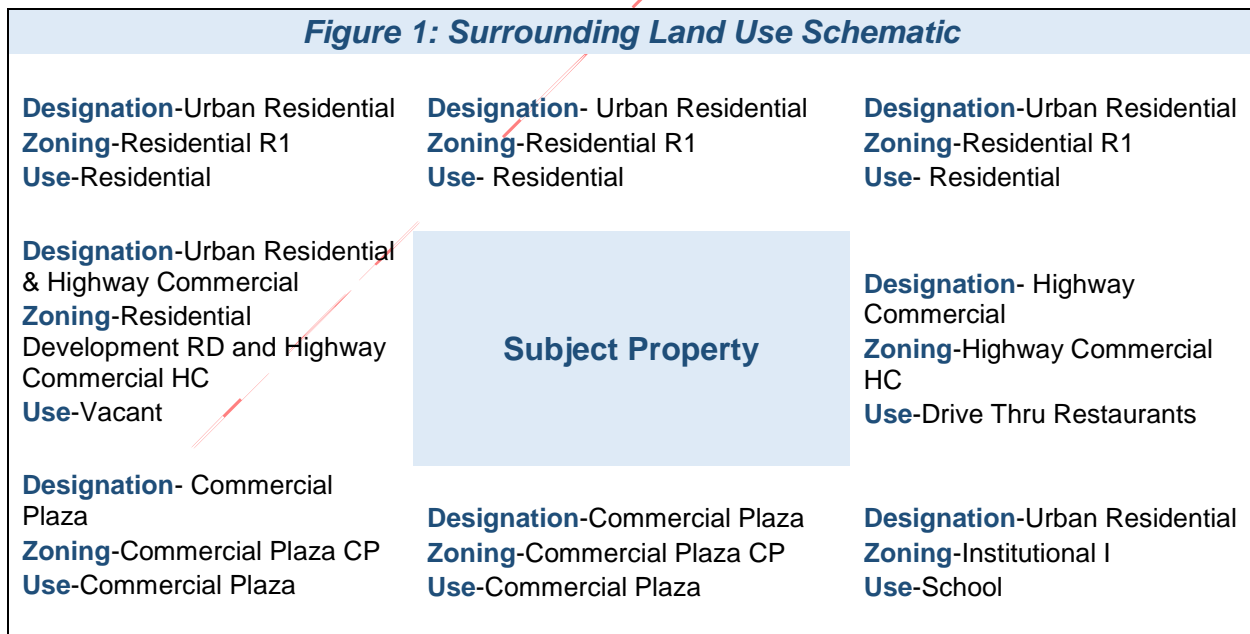 Figure 1: Surrounding Land Use Schematic
Designation-Urban Residential
Zoning-Residential R1
Use-Residential
Designation- Urban Residential
Zoning-Residential R1
Use- Residential
Designation-Urban Residential
Zoning-Residential R1
Use- Residential
Designation-Urban Residential
& Highway Commercial
Zoning-Residential
Development RD and Highway
Commercial HC
Use-Vacant
Subject Property
Designation- Highway
Commercial
Zoning-Highway Commercial
HC
Use-Drive Thru Restaurants
Designation- Commercial
Plaza
Zoning-Commercial Plaza CP
Use-Commercial Plaza
Designation-Commercial Plaza
Zoning-Commercial Plaza CP
Use-Commercial Plaza
Designation-Urban Residential
Zoning-Institutional I
Use-School